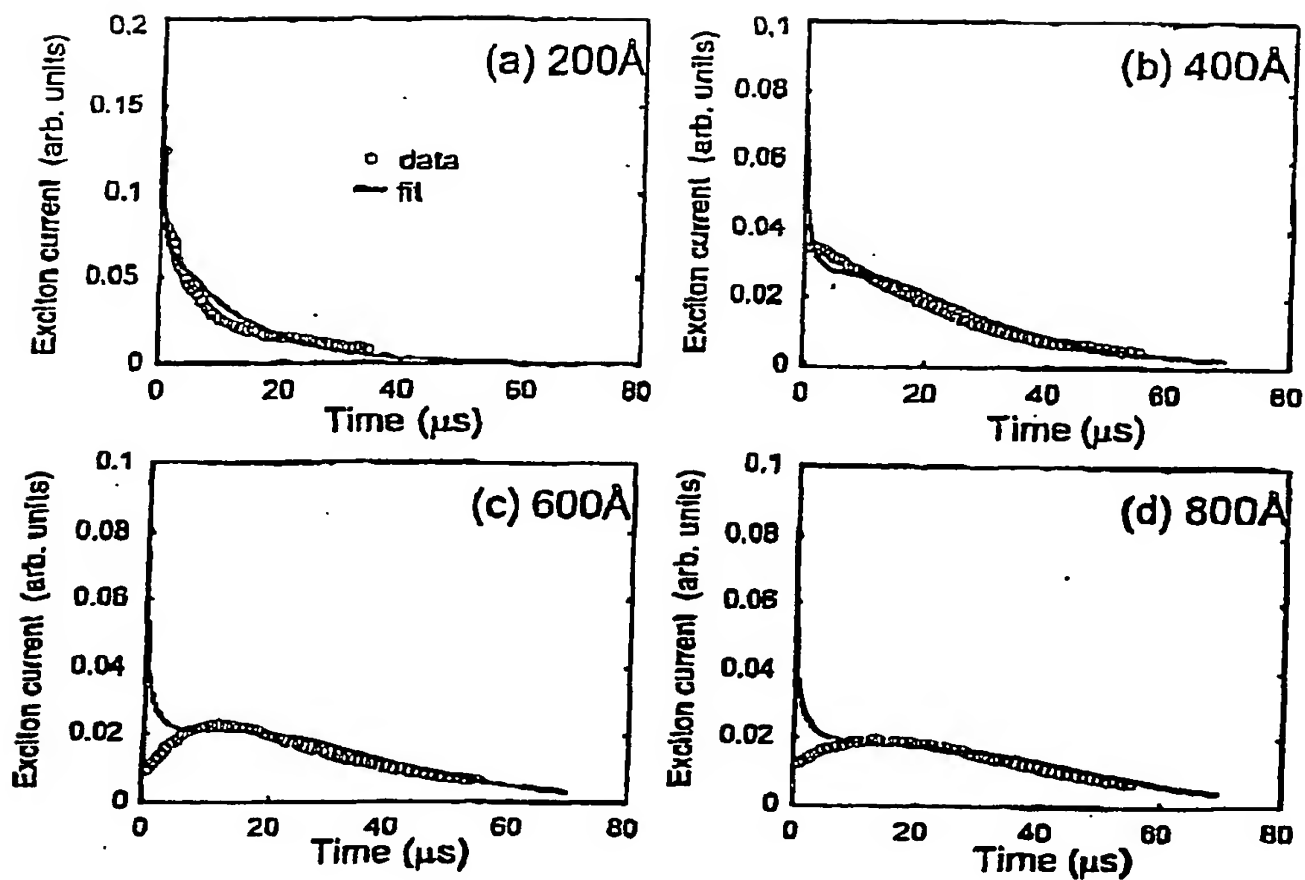 (a) 200Å
0.2
0.15
0.1
0.05
0
Exciton current (arb. units)
data
fit
0 20 40 60 80
Time (μs)
(b) 400Å
0.1
0.08
0.06
0.04
0.02
0
Exciton current (arb. units)
0 20 40 60 80
Time (μs)
(c) 600Å
0.1
0.08
0.06
0.04
0.02
0
Exciton current (arb. units)
0 20 40 60 80
Time (μs)
(d) 800Å
0.1
0.08
0.06
0.04
0.02
0
Exciton current (arb. units)
0 20 40 60 80
Time (μs)